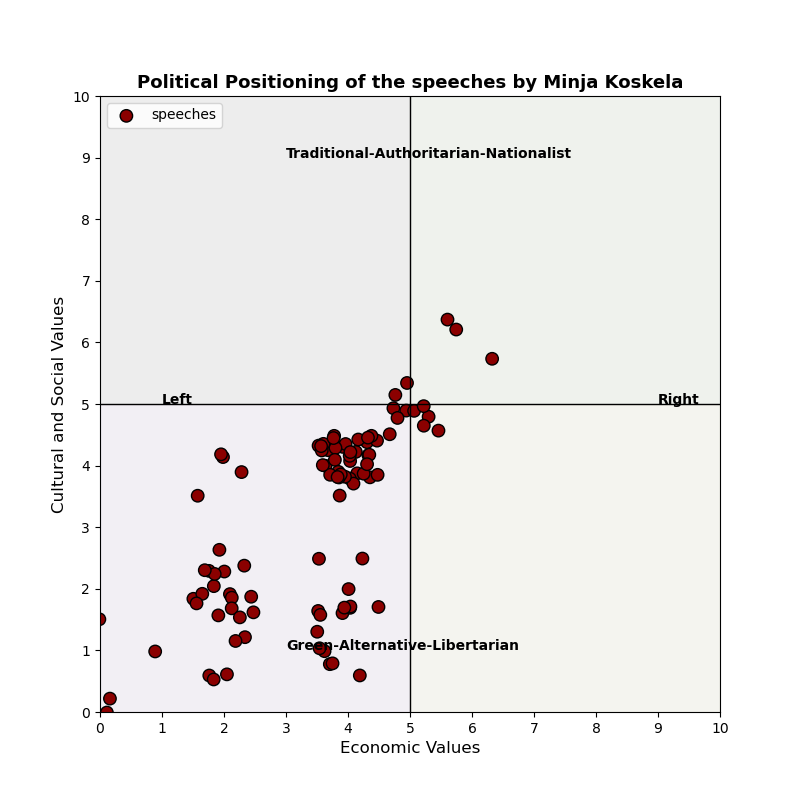 Political Positioning of the speeches by Minja Koskela
speeches
Traditional-Authoritarian-Nationalist
Left
Right
Green-Alternative-Libertarian
Cultural and Social Values
10
9
8
7
6
5
4
3
2
1
0
0 1 2 3 4 5 6 7 8 9 10
Economic Values